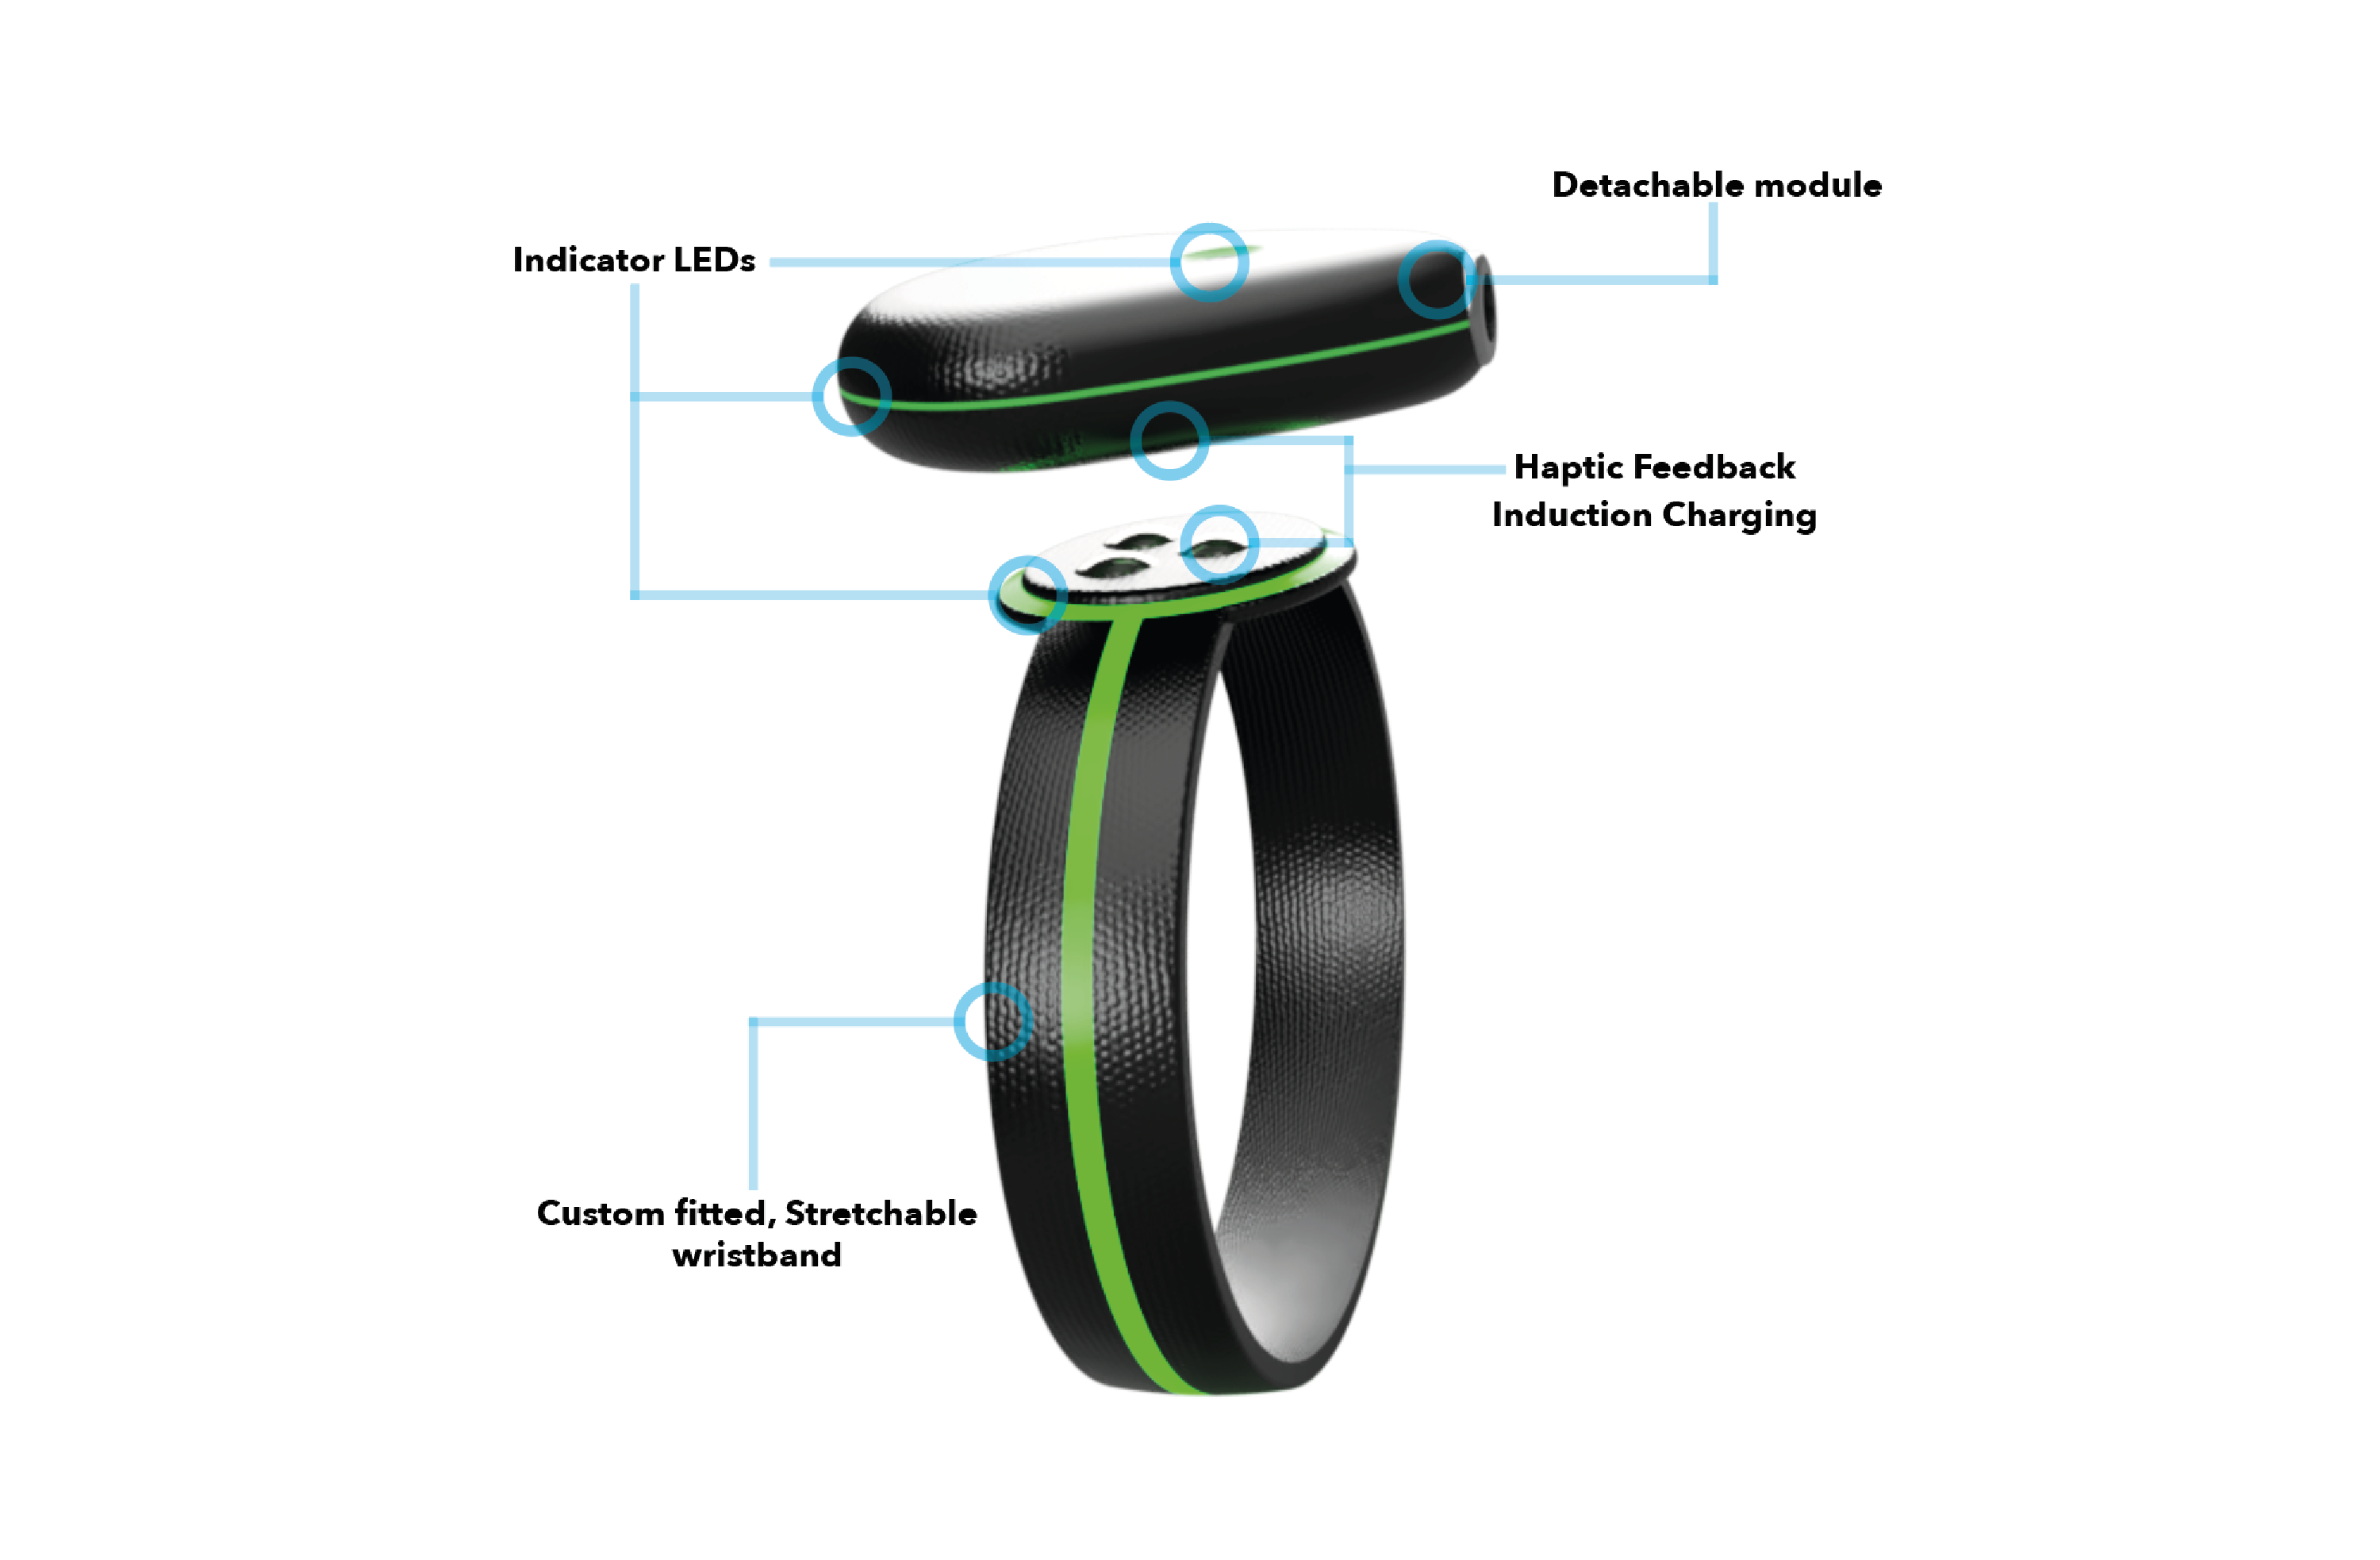 Detachable module
Indicator LEDs
Haptic Feedback
Induction Charging
Custom fitted, Stretchable
wristband